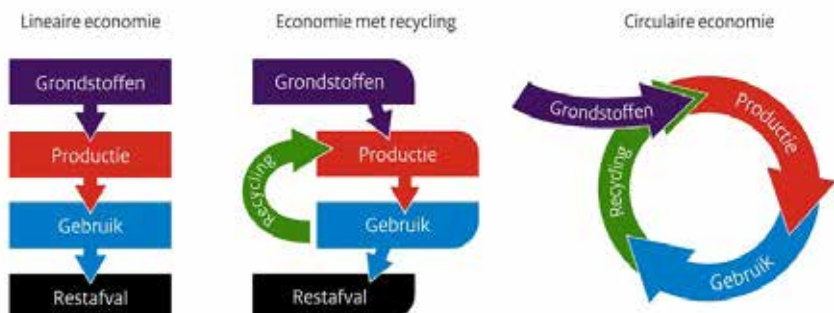 Lineaire economie
Grondstoffen
Productie
Gebruik
Restafval
Economie met recycling
Grondstoffen
Productie
Recycling
Gebruik
Restafval
Circulaire economie
Grondstoffen
Productie
Recycling
Gebruik